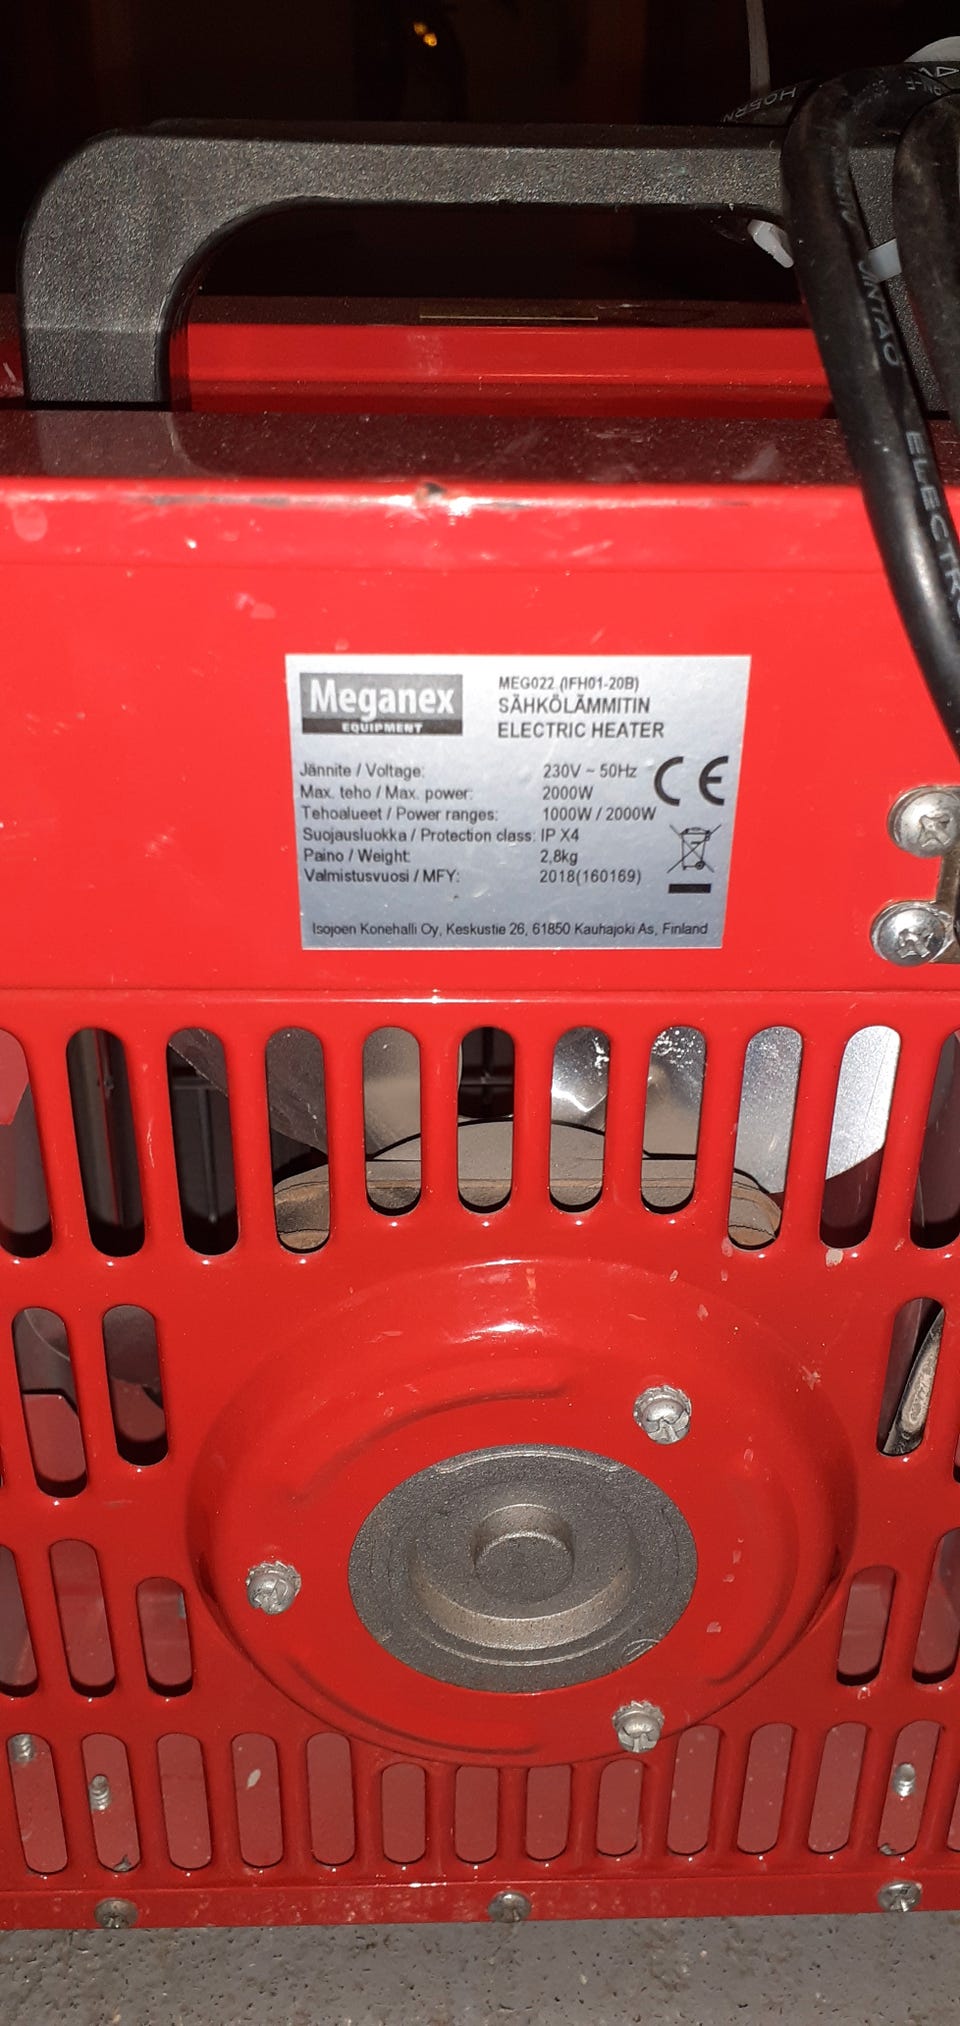 Meganex
EQUIPMENT
MEG022 (IFH01-20B)
SÄHKÖLÄMMITIN
ELECTRIC HEATER
Jännite / Voltage: 230V ~ 50Hz
Max. teho / Max. power: 2000W
Tehoalueet / Power ranges: 1000W / 2000W
Suojausluokka / Protection class: IP X4
Paino / Weight: 2,8kg
Valmistusvuosi / MFY: 2018(160169)
CE
Isojoen Konehalli Oy, Keskustie 26, 61850 Kauhajoki As, Finland
H05RN
ELECTRO